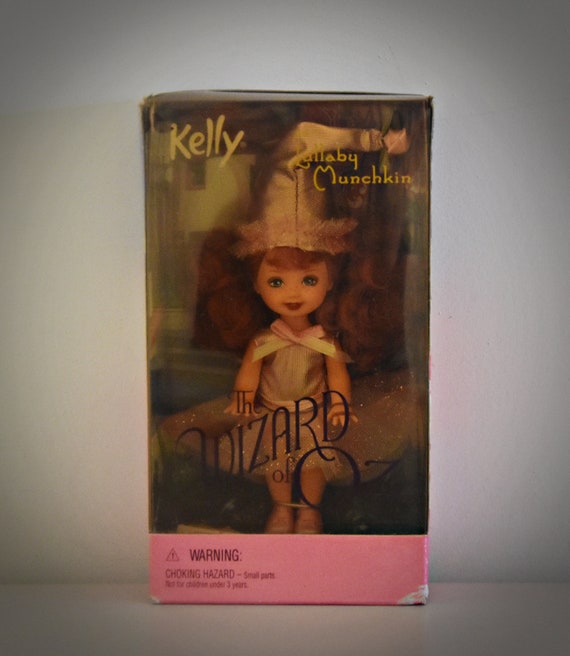 Kelly®
Lullaby
Munchkin
The
WIZARD
of OZ
⚠ WARNING:
CHOKING HAZARD – Small parts.
Not for children under 3 years.